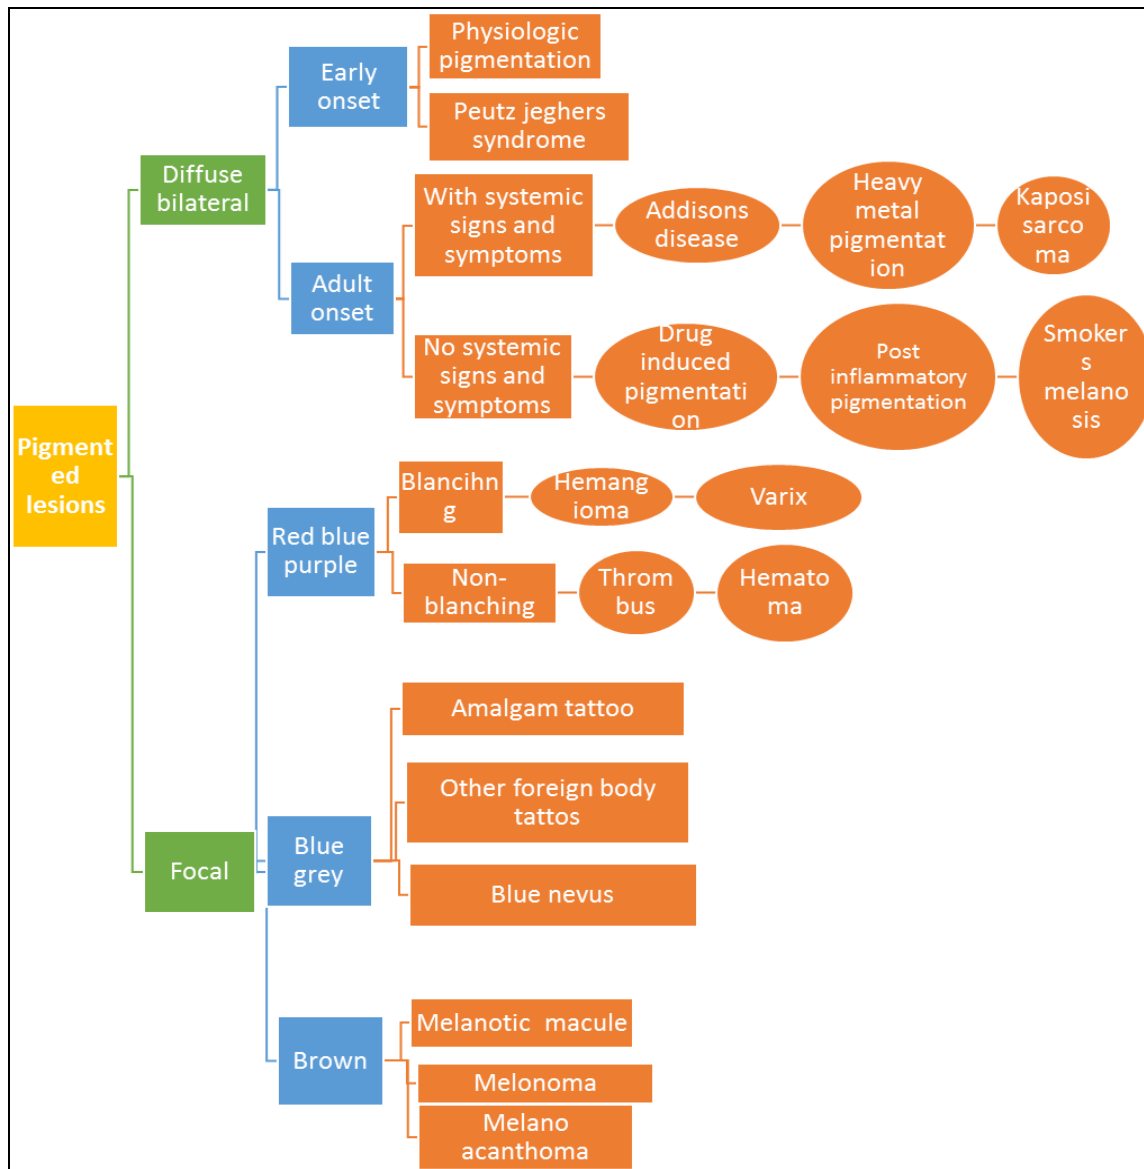 Pigment
ed
lesions
Diffuse
bilateral
Early
onset
Physiologic
pigmentation
Peutz jeghers
syndrome
Adult
onset
With systemic
signs and
symptoms
Addisons
disease
Heavy
metal
pigmentat
ion
Kaposi
sarco
ma
No systemic
signs and
symptoms
Drug
induced
pigmentati
on
Post
inflammatory
pigmentation
Smoker
s
melano
sis
Focal
Red blue
purple
Blancihn
g
Hemang
ioma
Varix
Non-
blanching
Throm
bus
Hemato
ma
Blue
grey
Amalgam tattoo
Other foreign body
tattos
Blue nevus
Brown
Melanotic macule
Melonoma
Melano
acanthoma